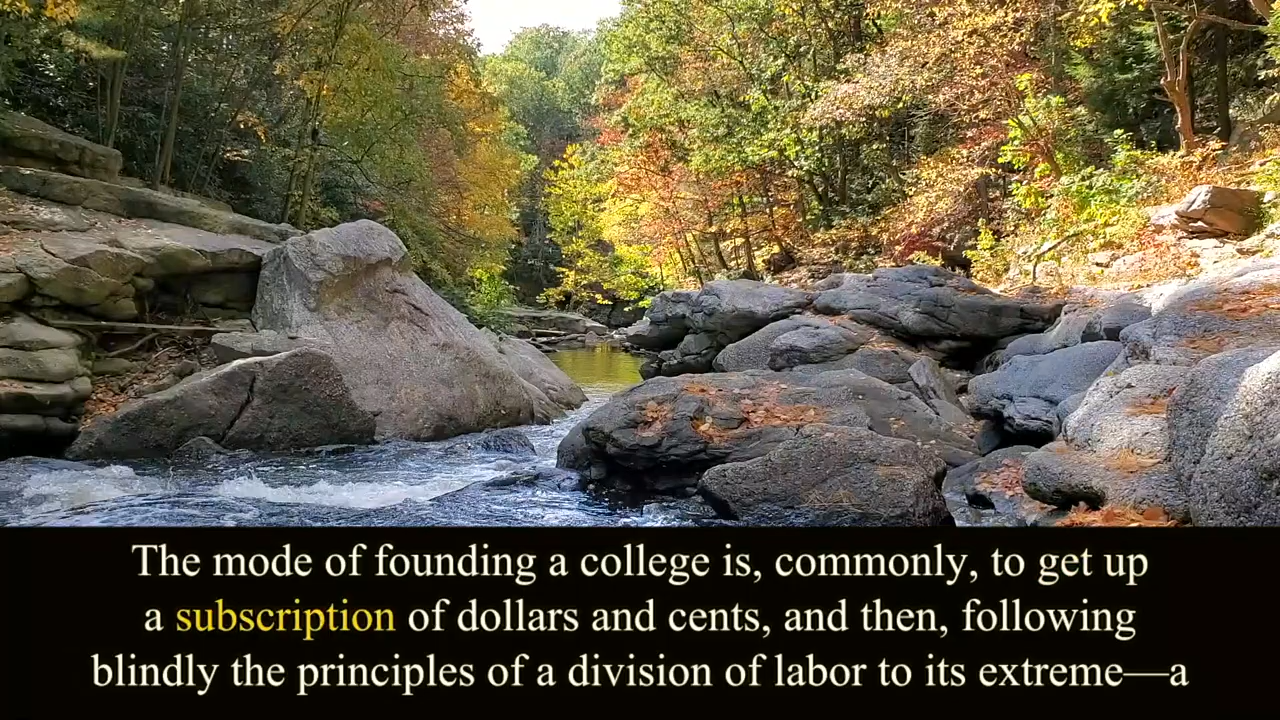 The mode of founding a college is, commonly, to get up
a subscription of dollars and cents, and then, following
blindly the principles of a division of labor to its extreme—a